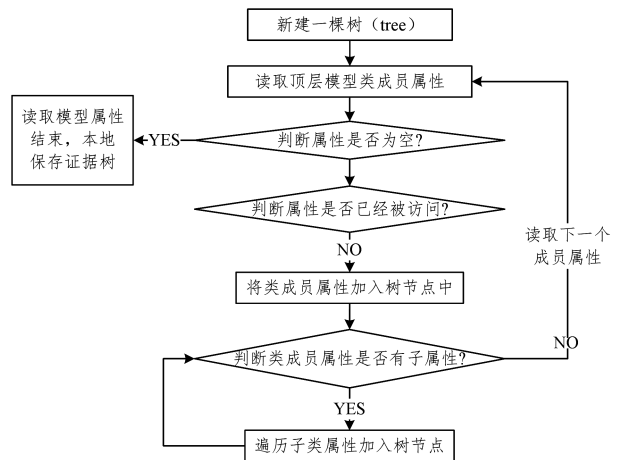 新建一棵树（tree）
读取顶层模型类成员属性
读取模型属性
结束，本地
保存证据树
YES
判断属性是否为空?
判断属性是否已经被访问?
NO
读取下一个
成员属性
将类成员属性加入树节点中
判断类成员属性是否有子属性?
NO
YES
遍历子类属性加入树节点